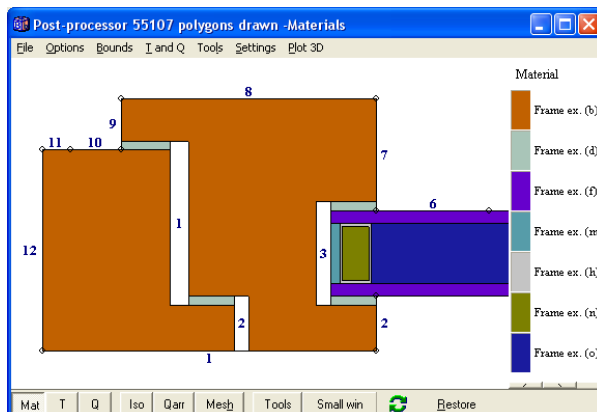 Post-processor 55107 polygons drawn -Materials
File Options Bounds T and Q Tools Settings Plot 3D
Material
8
Frame ex. (b)
9
Frame ex. (d)
11 10
7
Frame ex. (f)
6
1
Frame ex. (m
12
3
Frame ex. (h)
Frame ex. (n)
2
2
Frame ex. (o)
1
Mat T Q Iso Qarr Mesh Tools Small win Restore